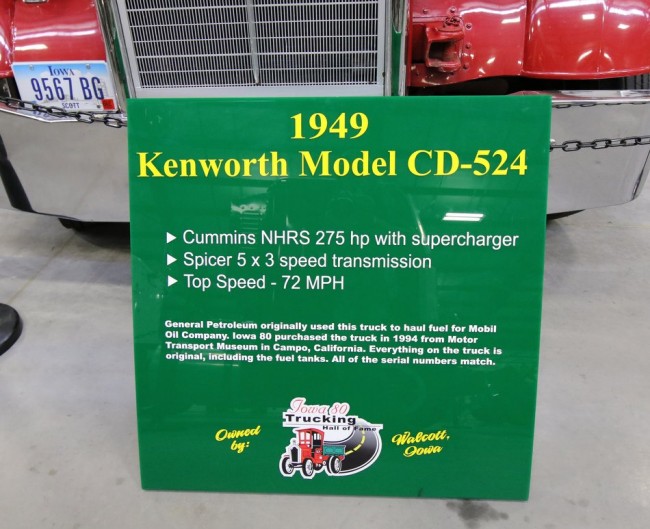 IOWA
9567 BG
SCOTT
1949
Kenworth Model CD-524
▶ Cummins NHRS 275 hp with supercharger
▶ Spicer 5 x 3 speed transmission
▶ Top Speed - 72 MPH
General Petroleum originally used this truck to haul fuel for Mobil
Oil Company. Iowa 80 purchased the truck in 1994 from Motor
Transport Museum in Campo, California. Everything on the truck is
original, including the fuel tanks. All of the serial numbers match.
Owned
by:
Iowa 80
Trucking
Hall of Fame
Walcott,
Iowa